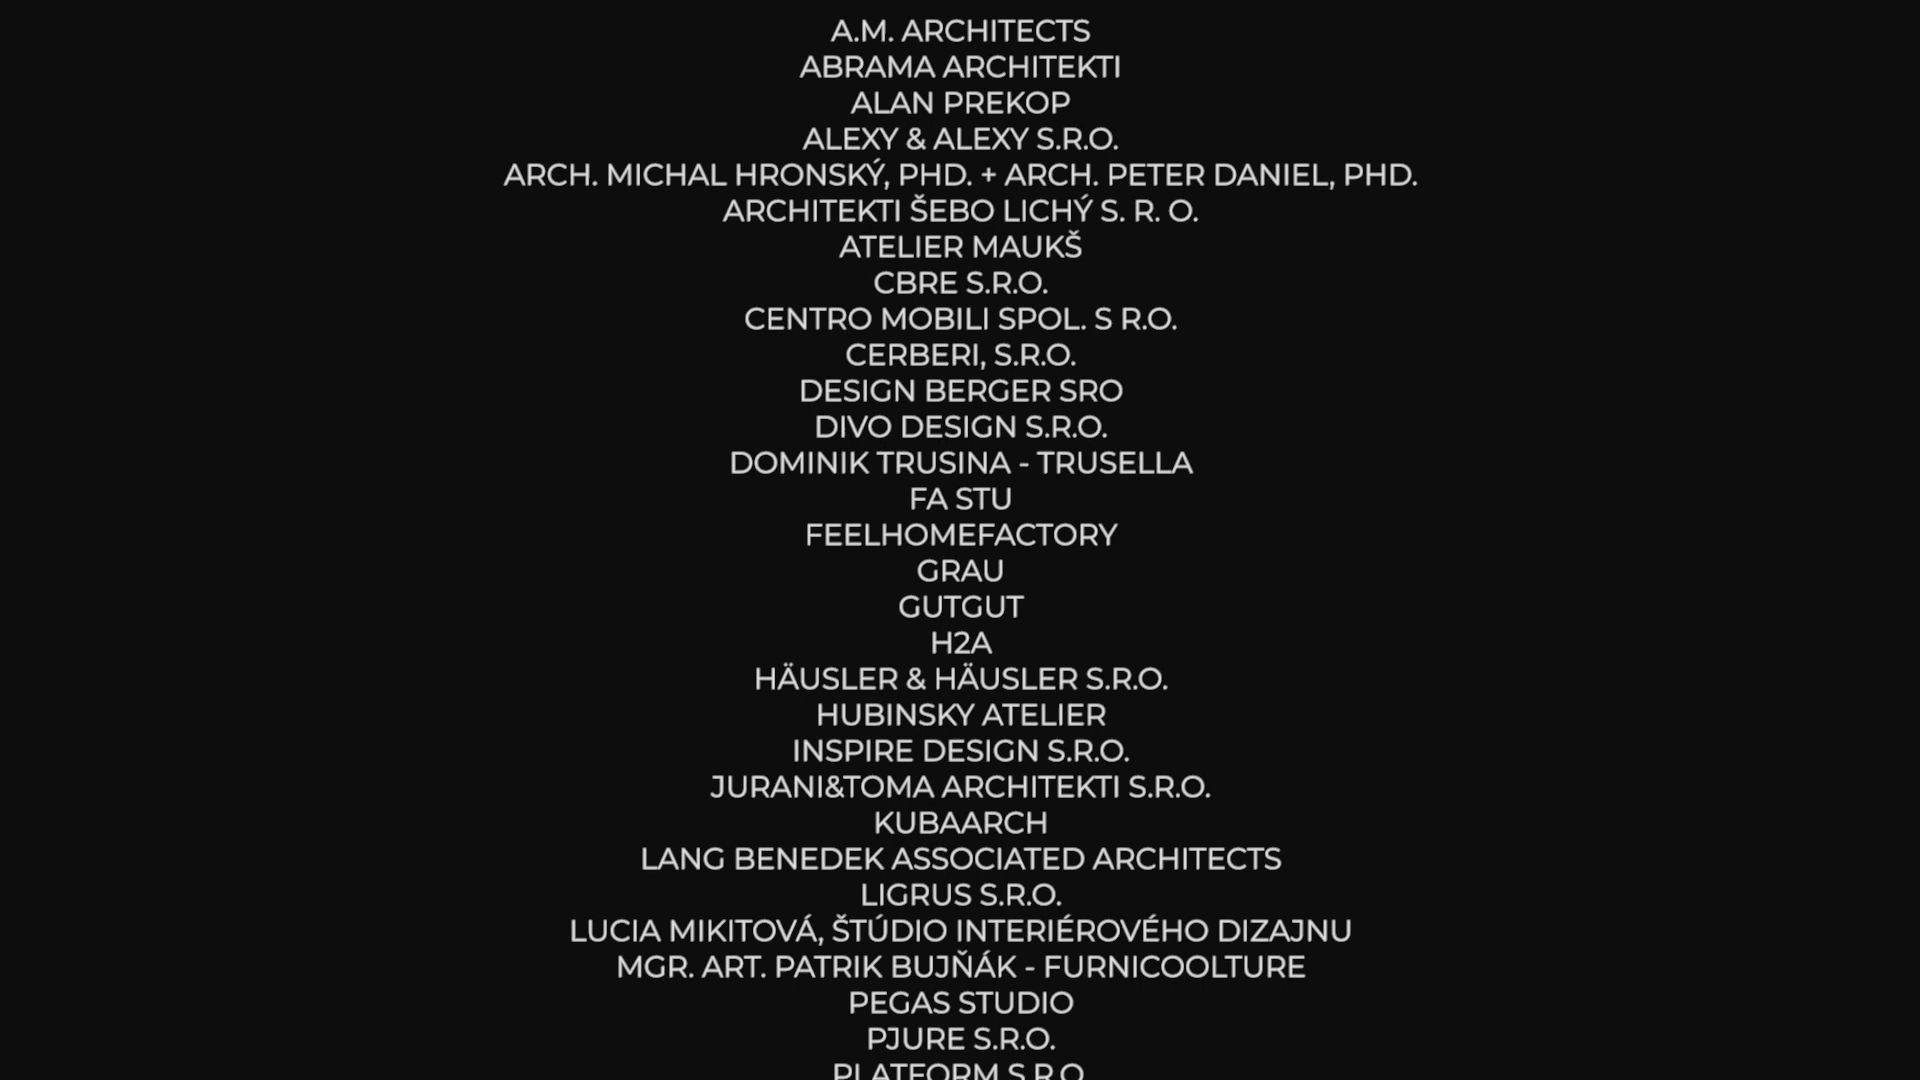 A.M. ARCHITECTS
ABRAMA ARCHITEKTI
ALAN PREKOP
ALEXY & ALEXY S.R.O.
ARCH. MICHAL HRONSKÝ, PHD. + ARCH. PETER DANIEL, PHD.
ARCHITEKTI ŠEBO LICHÝ S. R. O.
ATELIER MAUKŠ
CBRE S.R.O.
CENTRO MOBILI SPOL. S R.O.
CERBERI, S.R.O.
DESIGN BERGER SRO
DIVO DESIGN S.R.O.
DOMINIK TRUSINA - TRUSELLA
FA STU
FEELHOMEFACTORY
GRAU
GUTGUT
H2A
HÄUSLER & HÄUSLER S.R.O.
HUBINSKY ATELIER
INSPIRE DESIGN S.R.O.
JURANI&TOMA ARCHITEKTI S.R.O.
KUBAARCH
LANG BENEDEK ASSOCIATED ARCHITECTS
LIGRUS S.R.O.
LUCIA MIKITOVÁ, ŠTÚDIO INTERIÉROVÉHO DIZAJNU
MGR. ART. PATRIK BUJŇÁK - FURNICOOLTURE
PEGAS STUDIO
PJURE S.R.O.
PLATFORM S.R.O.